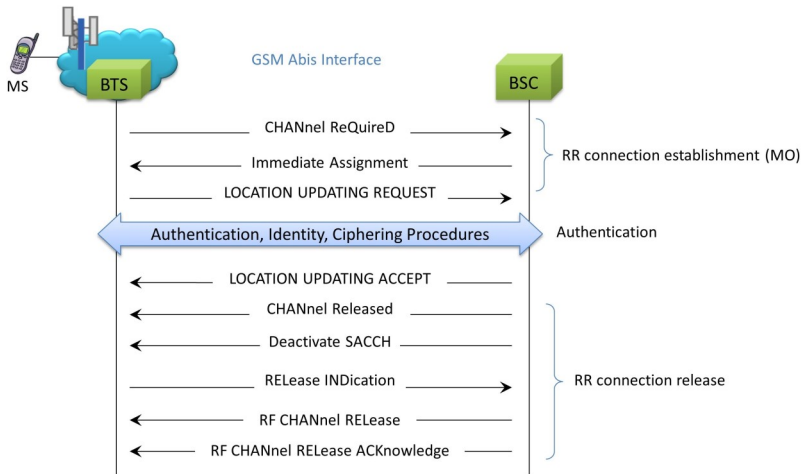 GSM Abis Interface
MS
BTS
BSC
CHANnel ReQuireD
Immediate Assignment
RR connection establishment (MO)
LOCATION UPDATING REQUEST
Authentication, Identity, Ciphering Procedures
Authentication
LOCATION UPDATING ACCEPT
CHANnel Released
Deactivate SACCH
RELease INDication
RR connection release
RF CHANnel RELease
RF CHANnel RELease ACKnowledge